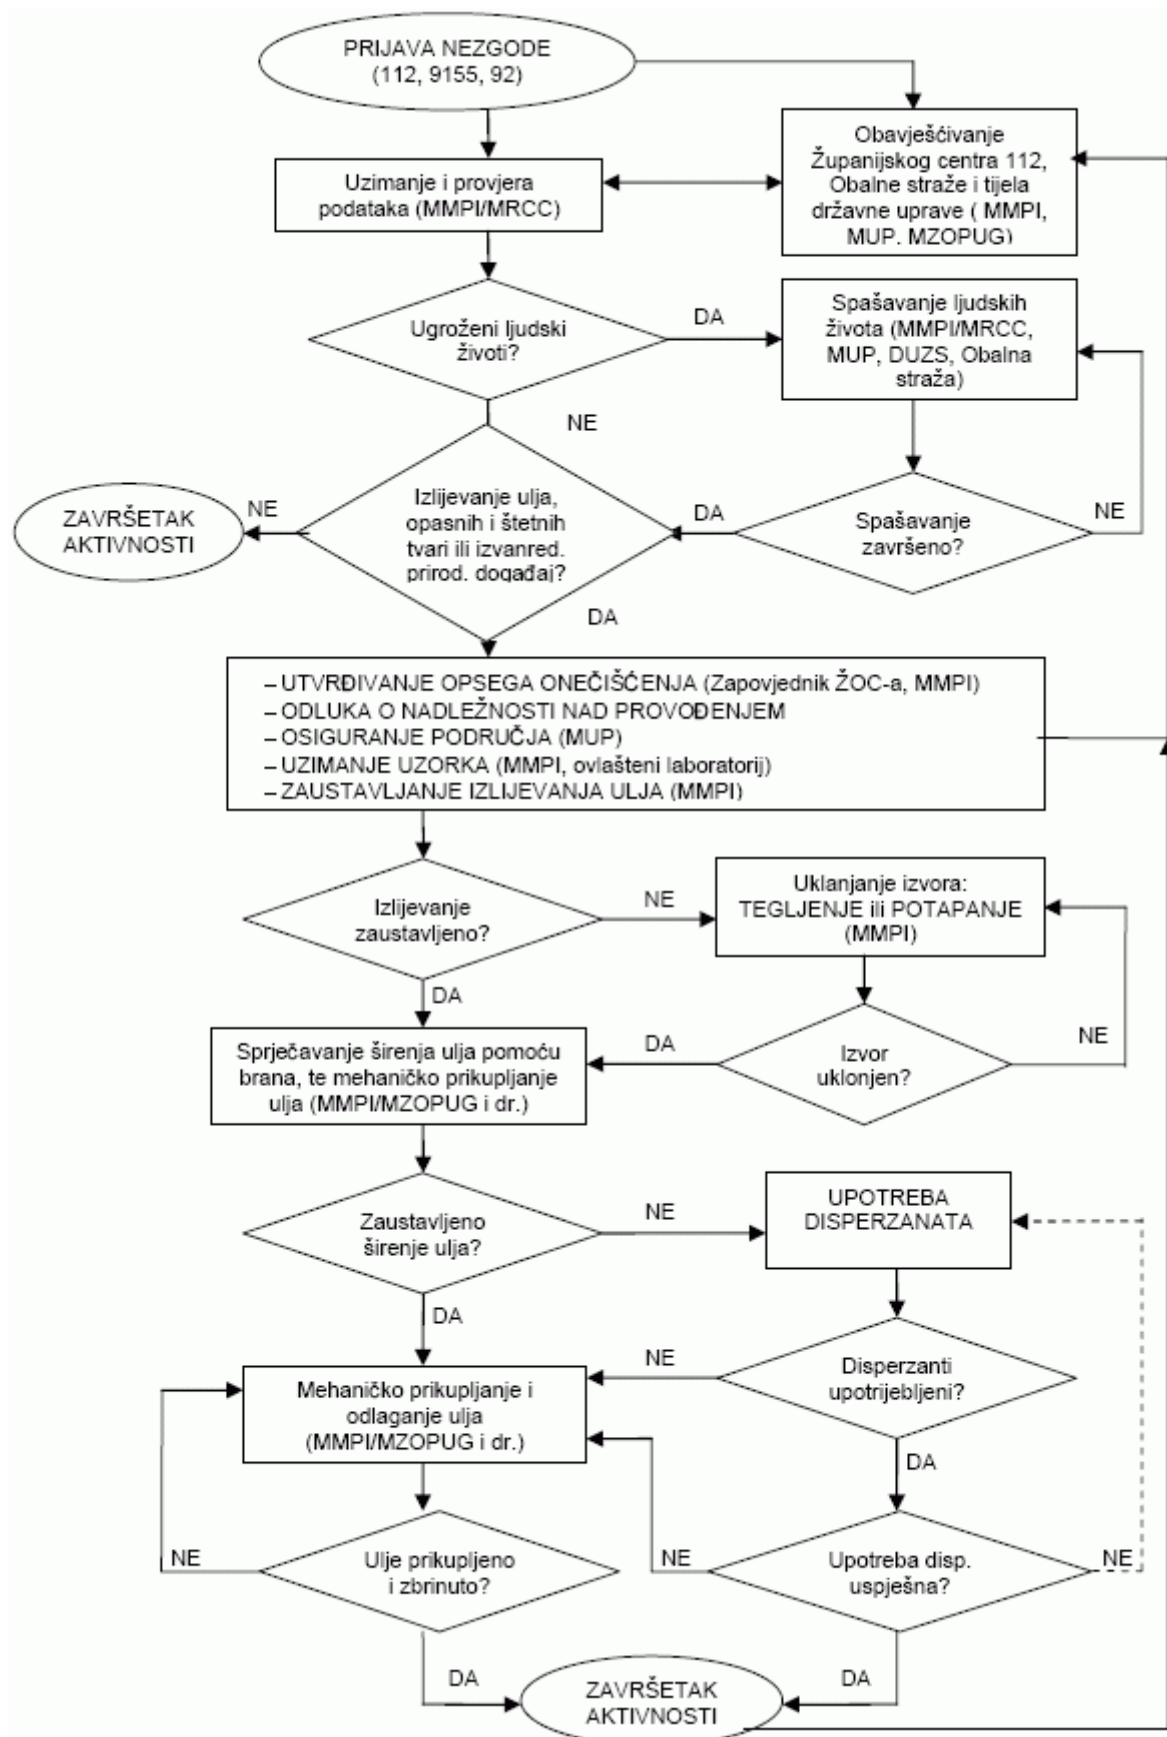 PRIJAVA NEZGODE
(112, 9155, 92)
Obavješćivanje
Županijskog centra 112,
Obalne straže i tijela
državne uprave ( MMPI,
MUP. MZOPUG)
Uzimanje i provjera
podataka (MMPI/MRCC)
Ugroženi ljudski
životi?
DA
Spašavanje ljudskih
života (MMPI/MRCC,
MUP, DUZS, Obalna
straža)
NE
Izlijevanje ulja,
opasnih i štetnih
tvari ili izvanred.
prirod. događaj?
NE
ZAVRŠETAK
AKTIVNOSTI
DA
Spašavanje
završeno?
NE
DA
– UTVRĐIVANJE OPSEGA ONEČIŠĆENJA (Zapovjednik ŽOC-a, MMPI)
– ODLUKA O NADLEŽNOSTI NAD PROVOĐENJEM
– OSIGURANJE PODRUČJA (MUP)
– UZIMANJE UZORKA (MMPI, ovlašteni laboratorij)
– ZAUSTAVLJANJE IZLIJEVANJA ULJA (MMPI)
Izlijevanje
zaustavljeno?
NE
Uklanjanje izvora:
TEGLJENJE ili POTAPANJE
(MMPI)
DA
Sprječavanje širenja ulja pomoću
brana, te mehaničko prikupljanje
ulja (MMPI/MZOPUG i dr.)
DA
Izvor
uklonjen?
NE
Zaustavljeno
širenje ulja?
NE
UPOTREBA
DISPERZANATA
DA
Mehaničko prikupljanje i
odlaganje ulja
(MMPI/MZOPUG i dr.)
NE
Disperzanti
upotrijebljeni?
DA
Ulje prikupljeno
i zbrinuto?
NE
NE
Upotreba disp.
uspješna?
NE
DA
ZAVRŠETAK
AKTIVNOSTI
DA